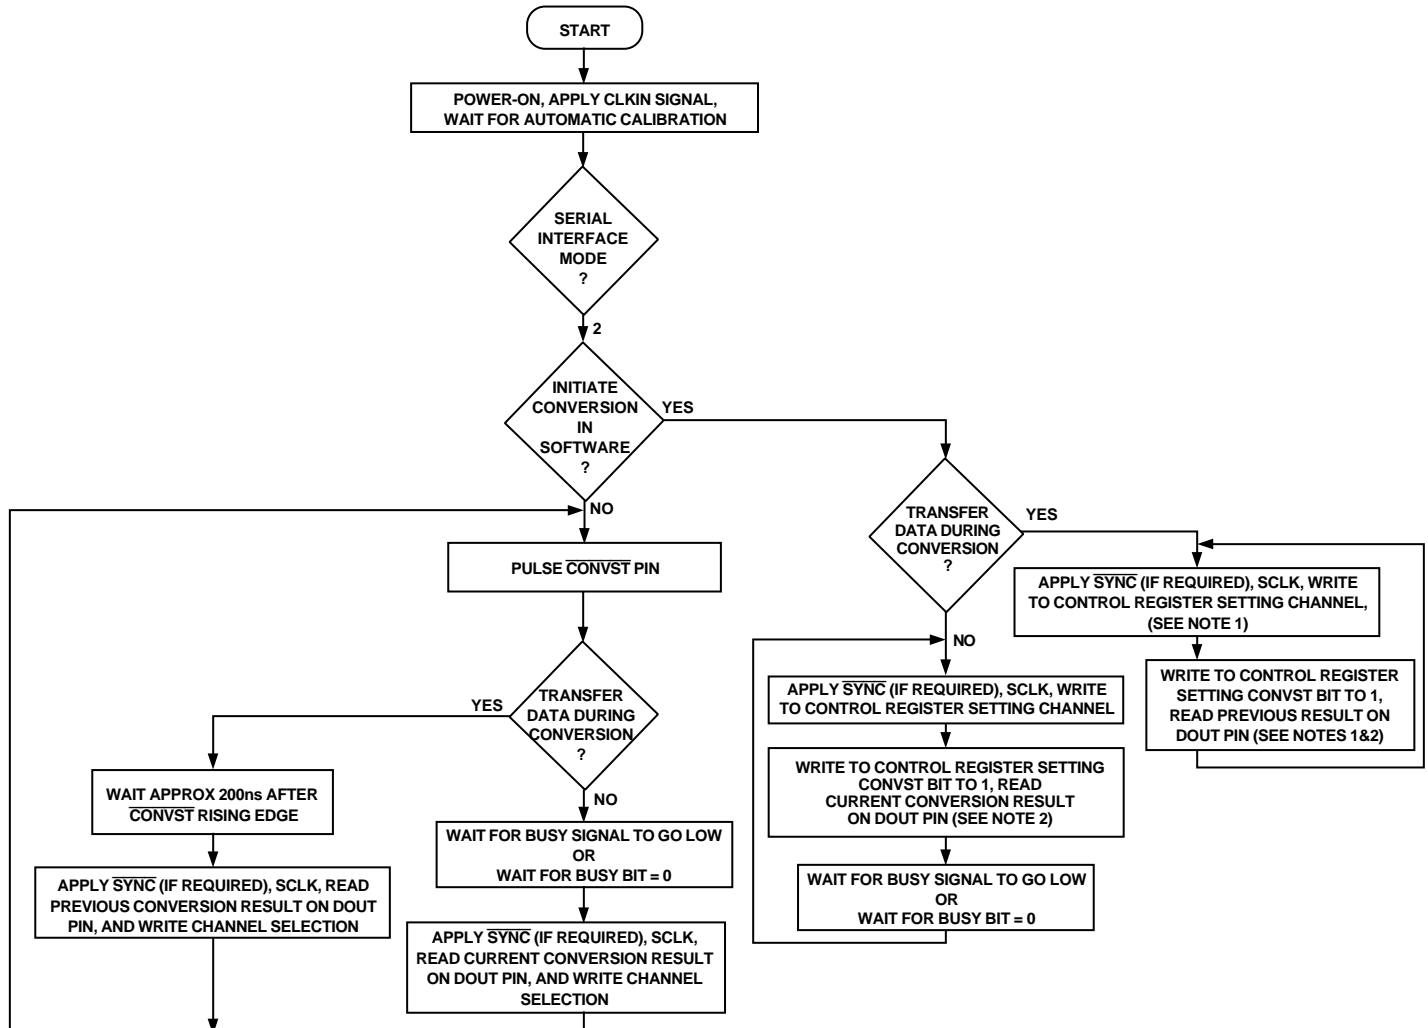 START
POWER-ON, APPLY CLKIN SIGNAL,
WAIT FOR AUTOMATIC CALIBRATION
SERIAL
INTERFACE
MODE
?
2
INITIATE
CONVERSION
IN
SOFTWARE
?
YES
NO
PULSE CONVST PIN
TRANSFER
DATA DURING
CONVERSION
?
YES
NO
WAIT APPROX 200ns AFTER
CONVST RISING EDGE
APPLY SYNC (IF REQUIRED), SCLK, READ
PREVIOUS CONVERSION RESULT ON DOUT
PIN, AND WRITE CHANNEL SELECTION
WAIT FOR BUSY SIGNAL TO GO LOW
OR
WAIT FOR BUSY BIT = 0
APPLY SYNC (IF REQUIRED), SCLK,
READ CURRENT CONVERSION RESULT
ON DOUT PIN, AND WRITE CHANNEL
SELECTION
TRANSFER
DATA DURING
CONVERSION
?
YES
NO
APPLY SYNC (IF REQUIRED), SCLK, WRITE
TO CONTROL REGISTER SETTING CHANNEL
WRITE TO CONTROL REGISTER SETTING
CONVST BIT TO 1, READ
CURRENT CONVERSION RESULT
ON DOUT PIN (SEE NOTE 2)
WAIT FOR BUSY SIGNAL TO GO LOW
OR
WAIT FOR BUSY BIT = 0
APPLY SYNC (IF REQUIRED), SCLK, WRITE
TO CONTROL REGISTER SETTING CHANNEL,
(SEE NOTE 1)
WRITE TO CONTROL REGISTER
SETTING CONVST BIT TO 1,
READ PREVIOUS RESULT ON
DOUT PIN (SEE NOTES 1&2)